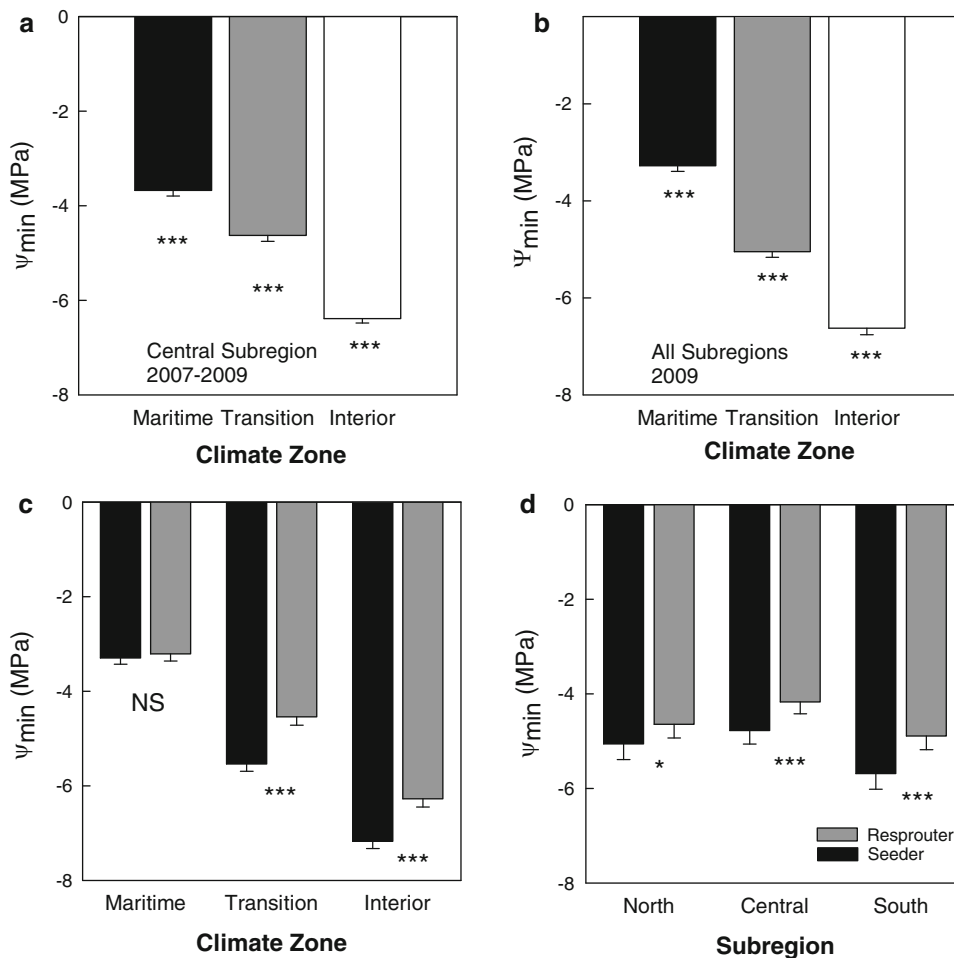 a
0
-2
-4
-6
-8
ψmin (MPa)
***
***
***
Central Subregion
2007-2009
Maritime Transition Interior
Climate Zone
b
0
-2
-4
-6
-8
Ψmin (MPa)
***
***
***
All Subregions
2009
Maritime Transition Interior
Climate Zone
c
0
-2
-4
-6
-8
ψmin (MPa)
NS
***
***
Maritime Transition Interior
Climate Zone
d
0
-2
-4
-6
-8
ψmin (MPa)
*
***
***
Resprouter
Seeder
North Central South
Subregion